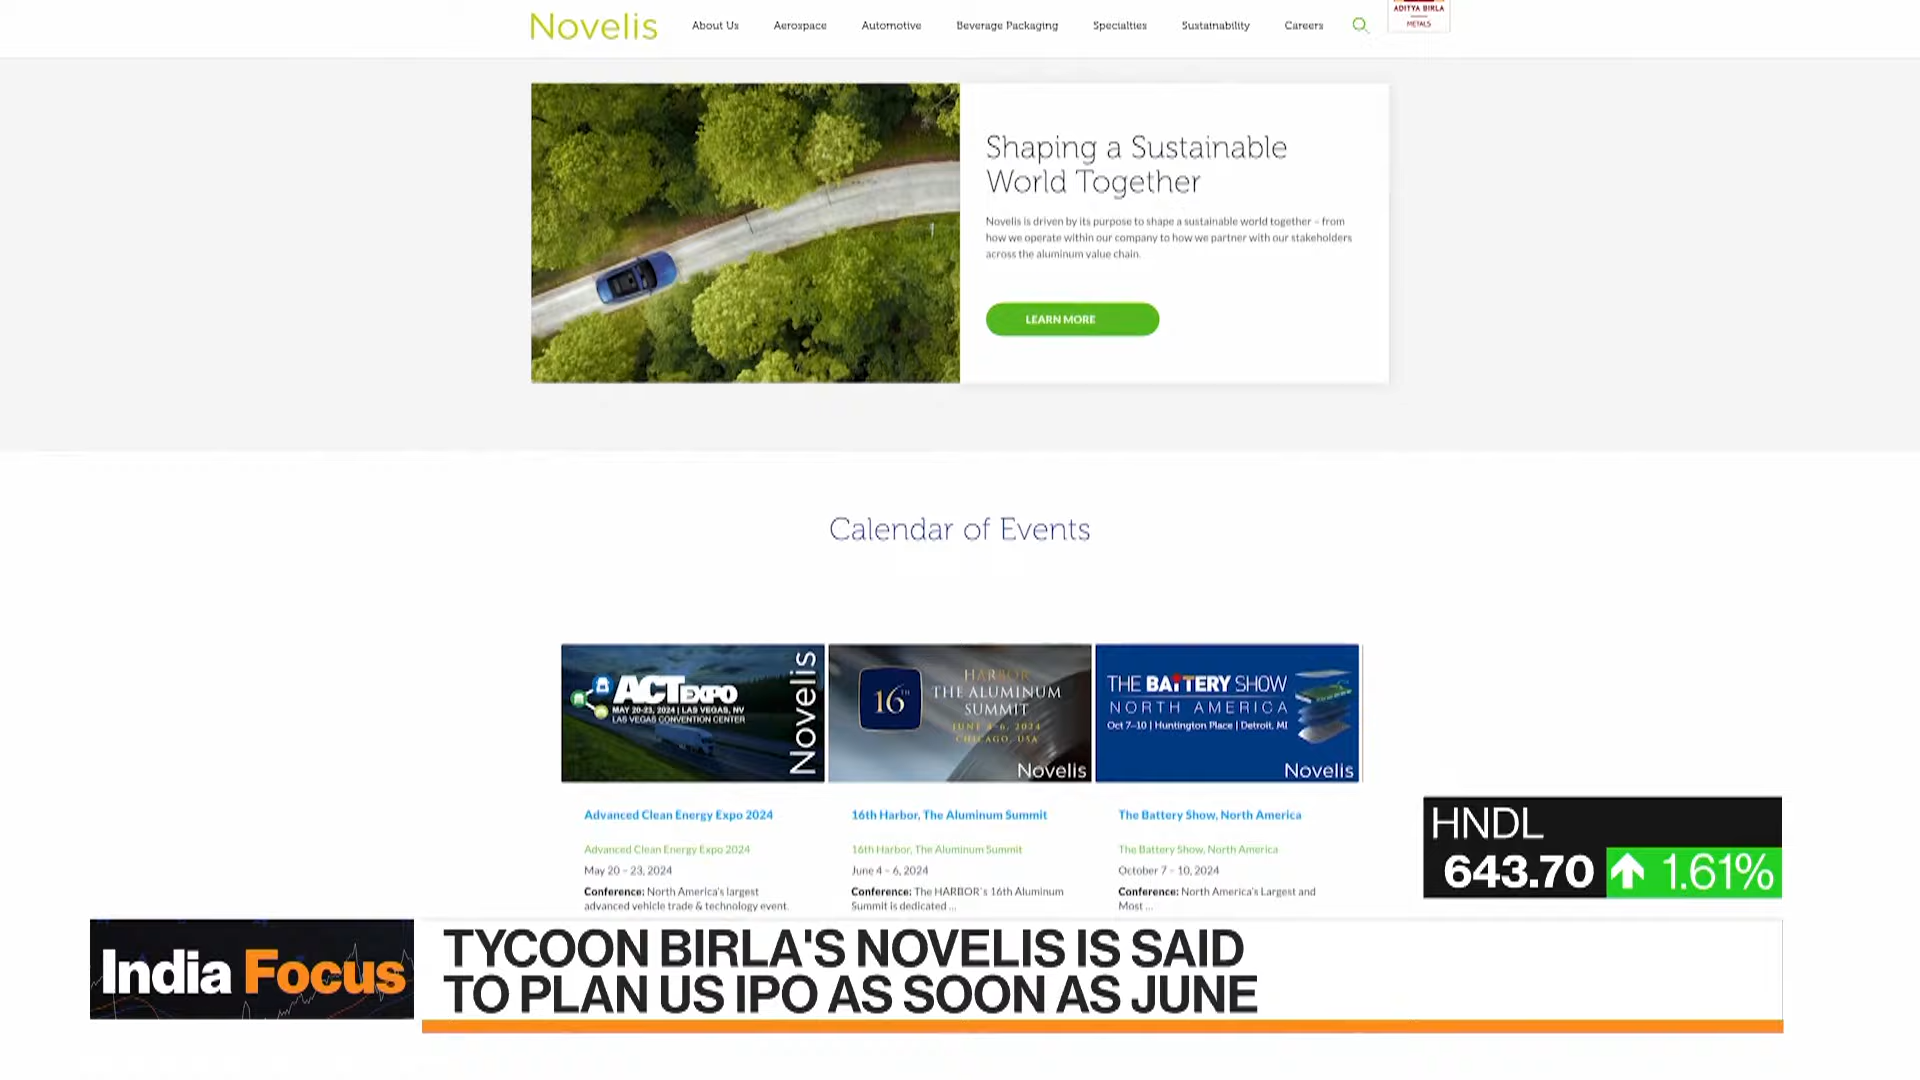 Novelis
About Us Aerospace Automotive Beverage Packaging Specialties Sustainability Careers
ADITYA BIRLA
METALS
Shaping a Sustainable
World Together
Novelis is driven by its purpose to shape a sustainable world together – from
how we operate within our company to how we partner with our stakeholders
across the aluminum value chain.
LEARN MORE
Calendar of Events
ACT EXPO
MAY 20-23, 2024 | LAS VEGAS, NV
LAS VEGAS CONVENTION CENTER
Novelis
16TH
HARBOR
THE ALUMINUM
SUMMIT
JUNE 4-6, 2024
CHICAGO, USA
Novelis
THE BATTERY SHOW
NORTH AMERICA
Oct 7–10 | Huntington Place | Detroit, MI
Novelis
Advanced Clean Energy Expo 2024
Advanced Clean Energy Expo 2024
May 20 – 23, 2024
Conference: North America's largest
advanced vehicle trade & technology event.
16th Harbor, The Aluminum Summit
16th Harbor, The Aluminum Summit
June 4 – 6, 2024
Conference: The HARBOR's 16th Aluminum
Summit is dedicated ...
The Battery Show, North America
The Battery Show, North America
October 7 – 10, 2024
Conference: North America's Largest and
Most ...
HNDL
643.70 1.61%
India Focus
TYCOON BIRLA'S NOVELIS IS SAID
TO PLAN US IPO AS SOON AS JUNE